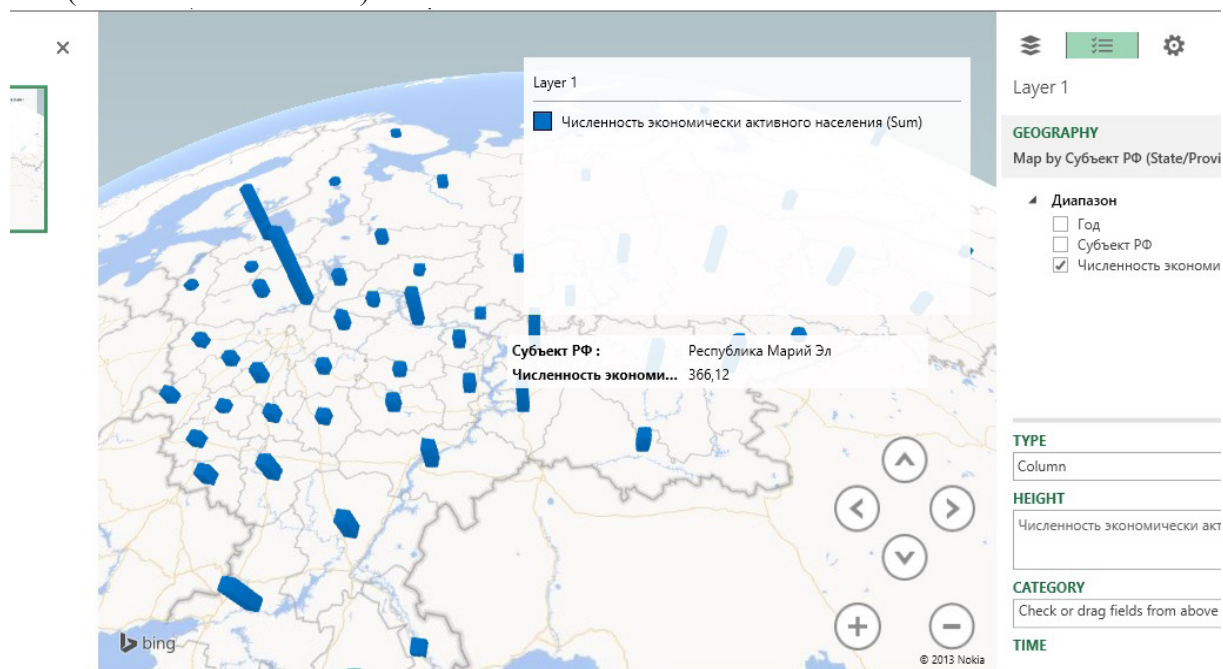 Layer 1
Численность экономически активного населения (Sum)
Субъект РФ : Республика Марий Эл
Численность экономи... 366,12
bing
© 2013 Nokia
Layer 1
GEOGRAPHY
Map by Субъект РФ (State/Provi
Диапазон
Год
Субъект РФ
Численность экономи
TYPE
Column
HEIGHT
Численность экономически акт
CATEGORY
Check or drag fields from above
TIME